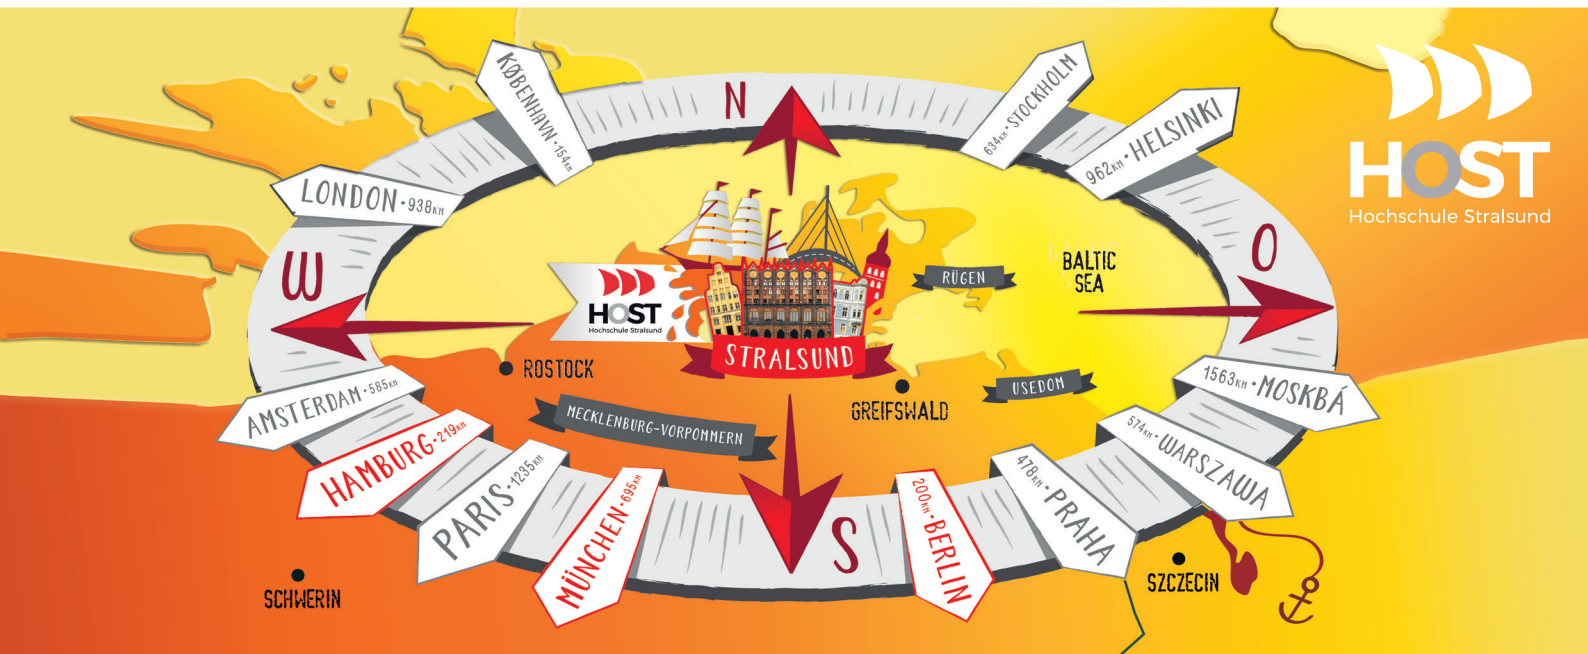 KØBENHAVN · 154KM
N
634KM · STOCKHOLM
962KM · HELSINKI
HOST
Hochschule Stralsund
LONDON · 938KM
W
O
HOST
Hochschule Stralsund
RÜGEN
BALTIC
SEA
STRALSUND
ROSTOCK
GREIFSWALD
USEDOM
MECKLENBURG-VORPOMMERN
AMSTERDAM · 585KM
HAMBURG · 219KM
PARIS · 1235KM
MÜNCHEN · 695KM
S
200KM · BERLIN
478KM · PRAHA
574KM · WARSZAWA
1563KM · MOSKBÁ
SCHWERIN
SZCZECIN